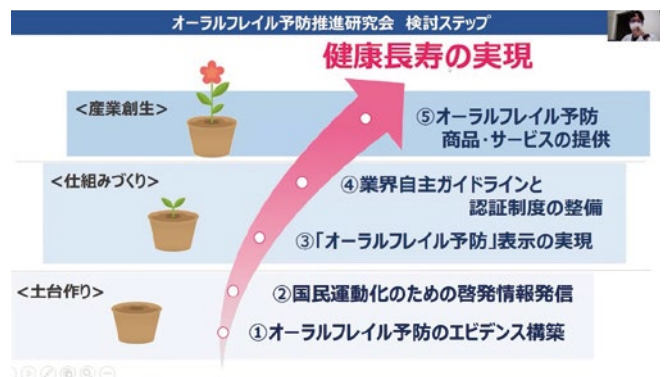 オーラルフレイル予防推進研究会 検討ステップ
健康長寿の実現
<産業創生>
⑤オーラルフレイル予防
商品・サービスの提供
<仕組みづくり>
④業界自主ガイドラインと
認証制度の整備
③「オーラルフレイル予防」表示の実現
<土台作り>
②国民運動化のための啓発情報発信
①オーラルフレイル予防のエビデンス構築